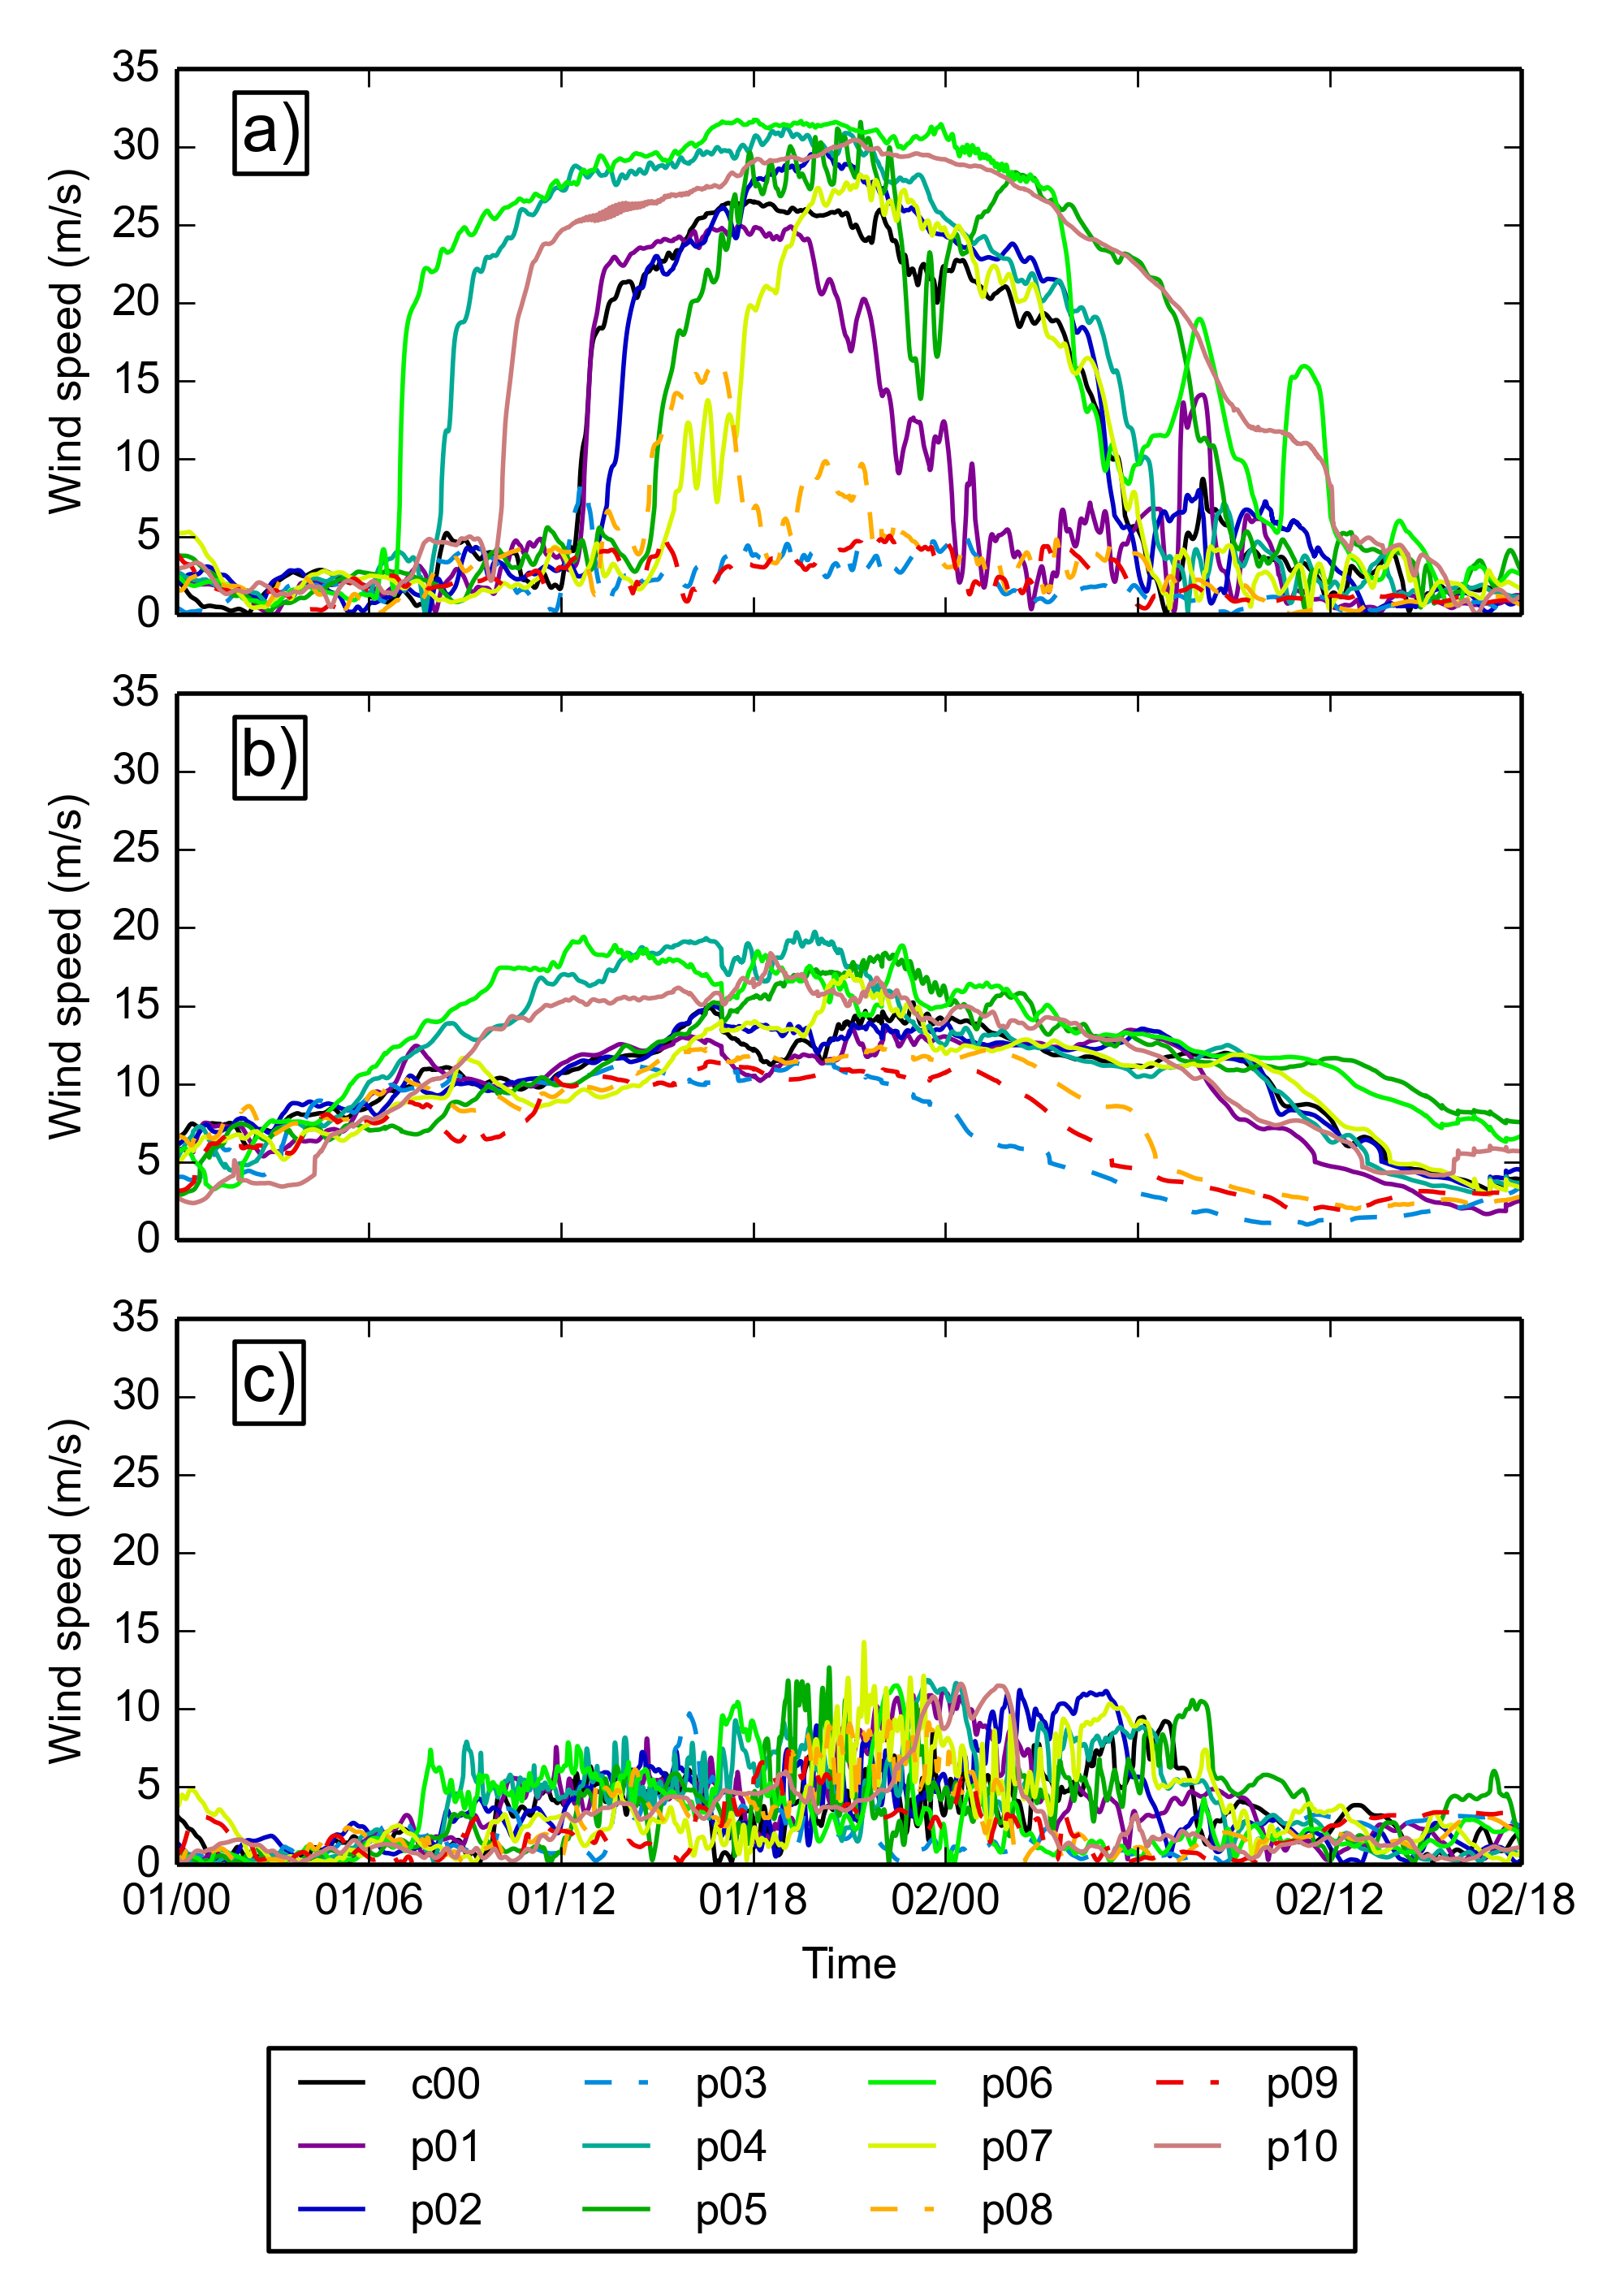 35
30
25
20
15
10
5
0
Wind speed (m/s)
a)
35
30
25
20
15
10
5
0
Wind speed (m/s)
b)
35
30
25
20
15
10
5
0
Wind speed (m/s)
c)
01/00 01/06 01/12 01/18 02/00 02/06 02/12 02/18
Time
c00 p03 p06 p09
p01 p04 p07 p10
p02 p05 p08